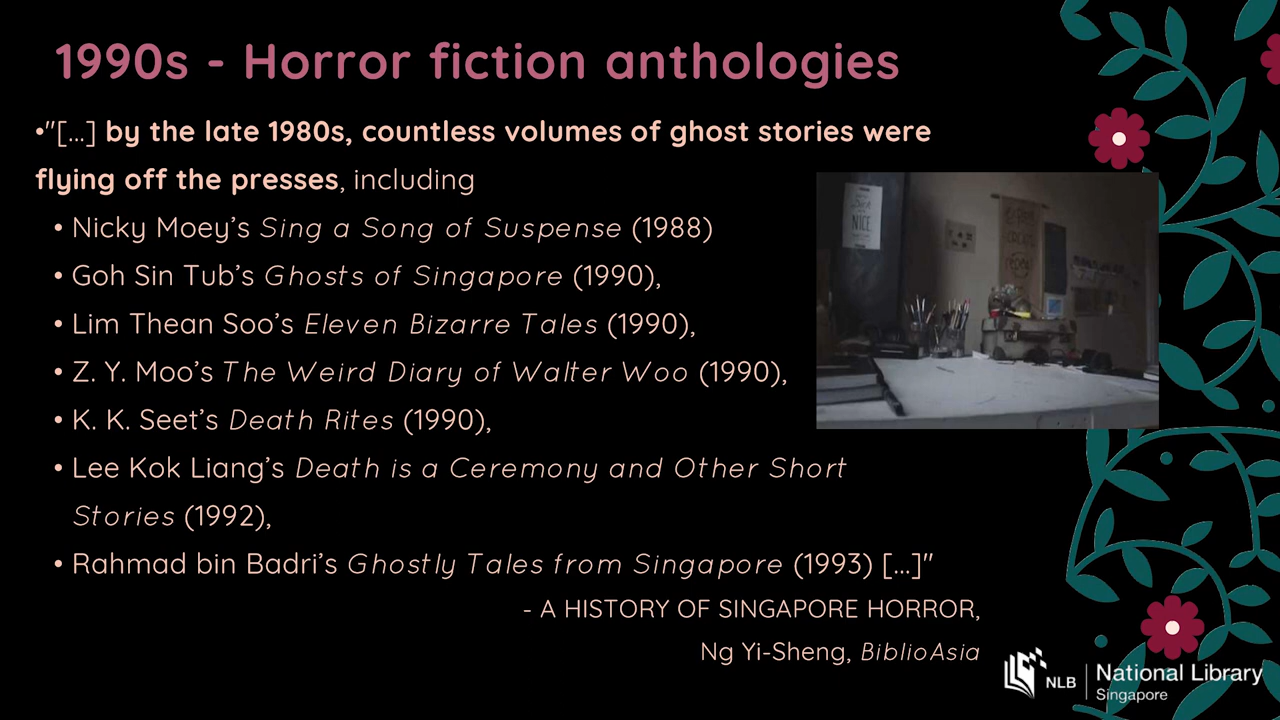 1990s - Horror fiction anthologies
•"[...] by the late 1980s, countless volumes of ghost stories were
flying off the presses, including
• Nicky Moey's Sing a Song of Suspense (1988)
• Goh Sin Tub's Ghosts of Singapore (1990),
• Lim Thean Soo's Eleven Bizarre Tales (1990),
• Z. Y. Moo's The Weird Diary of Walter Woo (1990),
• K. K. Seet's Death Rites (1990),
• Lee Kok Liang's Death is a Ceremony and Other Short
Stories (1992),
• Rahmad bin Badri's Ghostly Tales from Singapore (1993) [...]"
- A HISTORY OF SINGAPORE HORROR,
Ng Yi-Sheng, BiblioAsia
NICE
NLB
National Library
Singapore